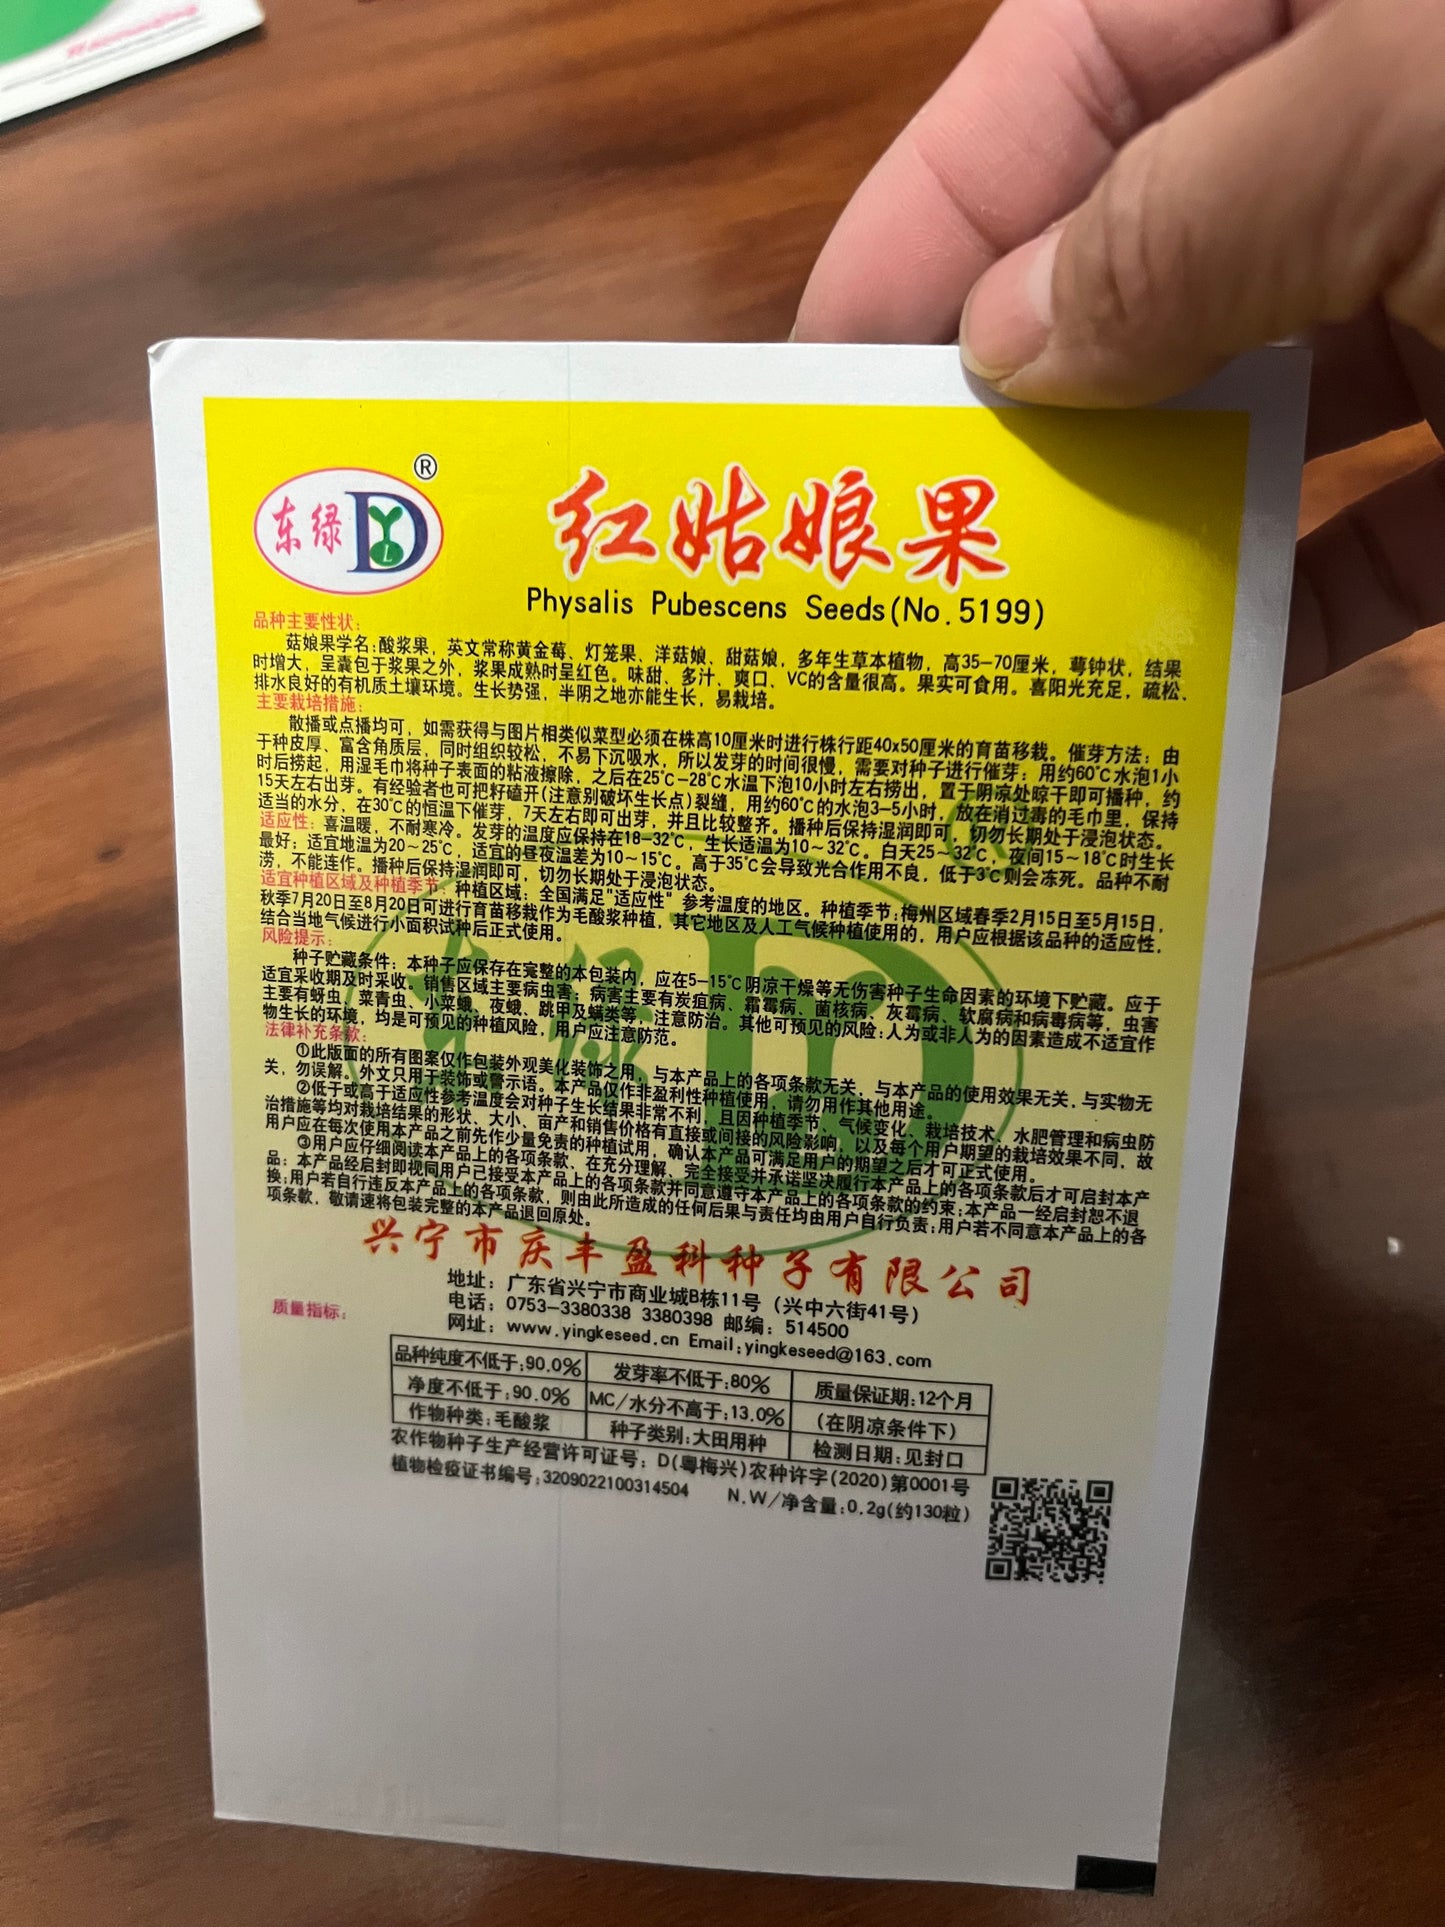 东绿
®
红姑娘果
Physalis Pubescens Seeds(No.5199)
品种主要性状:
菇娘果学名:酸浆果，英文常称黄金莓、灯笼果、洋菇娘、甜菇娘，多年生草本植物，高35-70厘米，萼钟状，结果
时增大，呈囊包于浆果之外，浆果成熟时呈红色。味甜、多汁、爽口、VC的含量很高。果实可食用。喜阳光充足，疏松、
排水良好的有机质土壤环境。生长势强，半阴之地亦能生长，易栽培。
主要栽培措施:
散播或点播均可，如需获得与图片相类似菜型必须在株高10厘米时进行株行距40x50厘米的育苗移栽。催芽方法：由
于种皮厚、富含角质层，同时组织较松，不易下沉吸水，所以发芽的时间很慢，需要对种子进行催芽：用约60℃水泡1小
时后捞起，用湿毛巾将种子表面的粘液擦除，之后在25℃-28℃水温下泡10小时左右捞出，置于阴凉处晾干即可播种，约
15天左右出芽。有经验者也可把籽磕开(注意别破坏生长点)裂缝，用约60℃的水泡3-5小时，放在消过毒的毛巾里，保持
适当的水分，在30℃的恒温下催芽，7天左右即可出芽，并且比较整齐。播种后保持湿润即可，切勿长期处于浸泡状态。
适应性：喜温暖，不耐寒冷。发芽的温度应保持在18-32℃，生长适温为10～32℃。白天25～32℃，夜间15～18℃时生长
最好；适宜地温为20～25℃，适宜的昼夜温差为10～15℃。高于35℃会导致光合作用不良，低于3℃则会冻死。品种不耐
涝，不能连作。播种后保持湿润即可，切勿长期处于浸泡状态。
适宜种植区域及种植季节：种植区域：全国满足"适应性"参考温度的地区。种植季节:梅州区域春季2月15日至5月15日，
秋季7月20日至8月20日可进行育苗移栽作为毛酸浆种植，其它地区及人工气候种植使用的，用户应根据该品种的适应性，
结合当地气候进行小面积试种后正式使用。
风险提示:
种子贮藏条件：本种子应保存在完整的本包装内，应在5-15℃阴凉干燥等无伤害种子生命因素的环境下贮藏。应于
适宜采收期及时采收。销售区域主要病虫害：病害主要有炭疽病、霜霉病、菌核病、灰霉病、软腐病和病毒病等，虫害
主要有蚜虫、菜青虫、小菜蛾、夜蛾、跳甲及螨类等，注意防治。其他可预见的风险:人为或非人为的因素造成不适宜作
物生长的环境，均是可预见的种植风险，用户应注意防范。
法律补充条款:
①此版面的所有图案仅作包装外观美化装饰之用，与本产品上的各项条款无关，与本产品的使用效果无关，与实物无
关，勿误解。外文只用于装饰或警示语。本产品仅作非盈利性种植使用，请勿用作其他用途。
②低于或高于适应性参考温度会对种子生长结果非常不利，且因种植季节、气候变化、栽培技术、水肥管理和病虫防
治措施等均对栽培结果的形状、大小、亩产和销售价格有直接或间接的风险影响，以及每个用户期望的栽培效果不同，故
用户应在每次使用本产品之前先作少量免责的种植试用，确认本产品可满足用户的期望之后才可正式使用。
③用户应仔细阅读本产品上的各项条款、在充分理解、完全接受并承诺坚决履行本产品上的各项条款后才可启封本产
品；本产品经启封即视同用户已接受本产品上的各项条款并同意遵守本产品上的各项条款的约束;本产品一经启封恕不退
换;用户若自行违反本产品上的各项条款，则由此所造成的任何后果与责任均由用户自行负责;用户若不同意本产品上的各
项条款，敬请速将包装完整的本产品退回原处。
兴宁市庆丰盈科种子有限公司
地址：广东省兴宁市商业城B栋11号（兴中六街41号）
电话：0753-3380338 3380398 邮编：514500
网址：www.yingkeseed.cn Email:yingkeseed@163.com
质量指标:
品种纯度不低于:90.0% 发芽率不低于:80% 质量保证期:12个月
净度不低于:90.0% MC/水分不高于:13.0% (在阴凉条件下)
作物种类:毛酸浆 种子类别:大田用种 检测日期:见封口
农作物种子生产经营许可证号：D(粤梅兴)农种许字(2020)第0001号
植物检疫证书编号:3209022100314504 N.W/净含量:0.2g(约130粒)